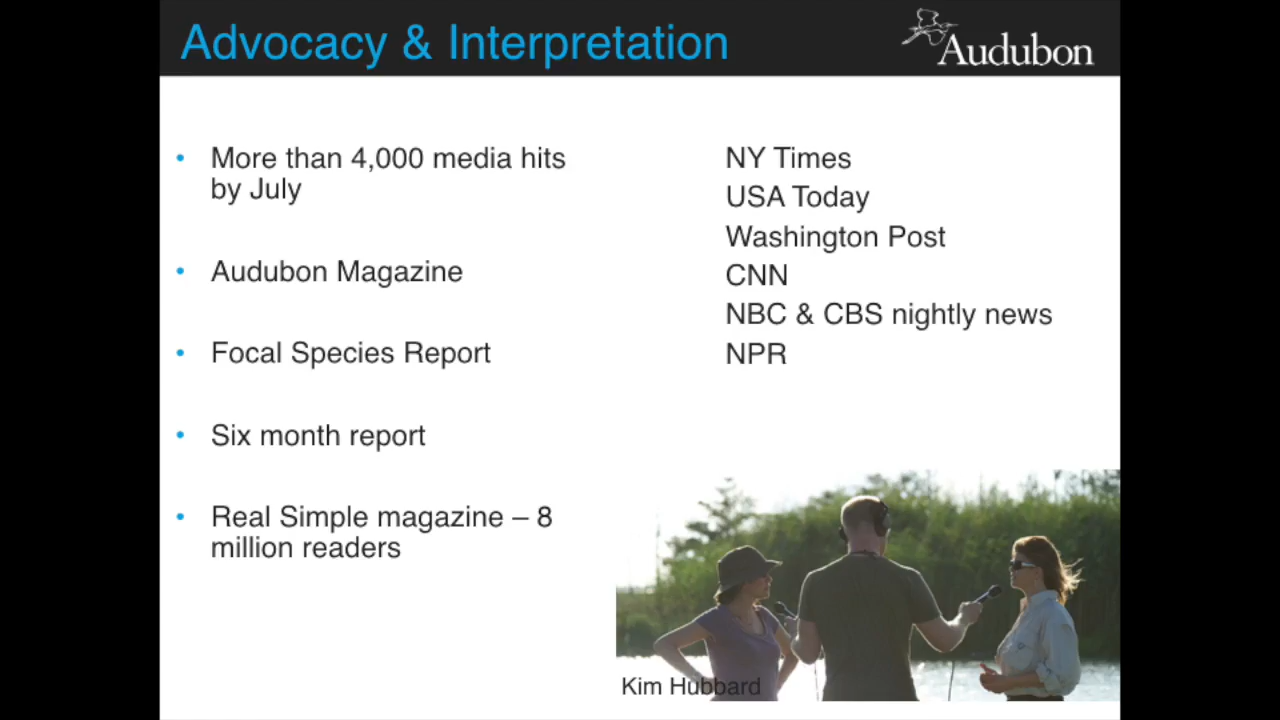 Advocacy & Interpretation
Audubon
• More than 4,000 media hits
by July
• Audubon Magazine
• Focal Species Report
• Six month report
• Real Simple magazine – 8
million readers
NY Times
USA Today
Washington Post
CNN
NBC & CBS nightly news
NPR
Kim Hubbard